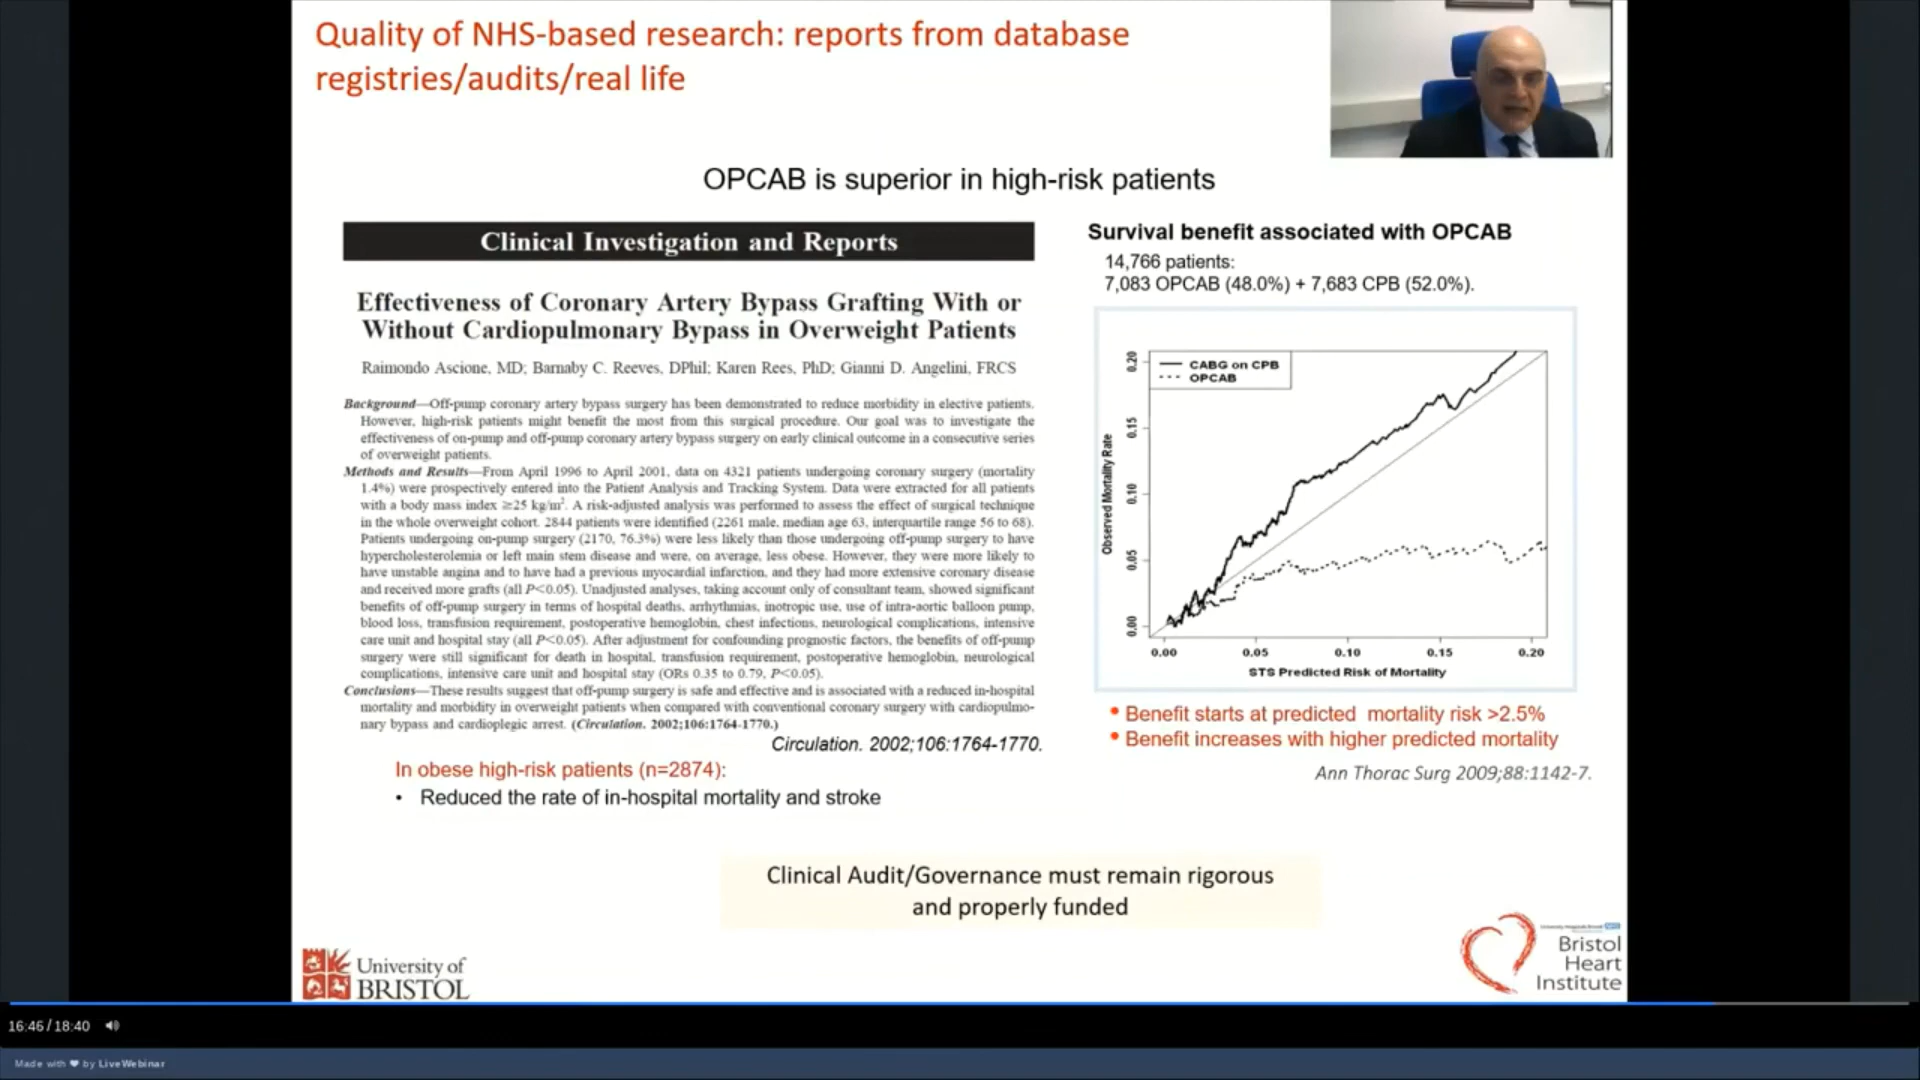 Quality of NHS-based research: reports from database
registries/audits/real life
OPCAB is superior in high-risk patients
Clinical Investigation and Reports
Effectiveness of Coronary Artery Bypass Grafting With or
Without Cardiopulmonary Bypass in Overweight Patients
Raimondo Ascione, MD; Barnaby C. Reeves, DPhil; Karen Rees, PhD; Gianni D. Angelini, FRCS
Background—Off-pump coronary artery bypass surgery has been demonstrated to reduce morbidity in elective patients.
However, high-risk patients might benefit the most from this surgical procedure. Our goal was to investigate the
effectiveness of on-pump and off-pump coronary artery bypass surgery on early clinical outcome in a consecutive series
of overweight patients.
Methods and Results—From April 1996 to April 2001, data on 4321 patients undergoing coronary surgery (mortality
1.4%) were prospectively entered into the Patient Analysis and Tracking System. Data were extracted for all patients
with a body mass index ≥25 kg/m². A risk-adjusted analysis was performed to assess the effect of surgical technique
in the whole overweight cohort. 2844 patients were identified (2261 male, median age 63, interquartile range 56 to 68).
Patients undergoing on-pump surgery (2170, 76.3%) were less likely than those undergoing off-pump surgery to have
hypercholesterolemia or left main stem disease and were, on average, less obese. However, they were more likely to
have unstable angina and to have had a previous myocardial infarction, and they had more extensive coronary disease
and received more grafts (all P<0.05). Unadjusted analyses, taking account only of consultant team, showed significant
benefits of off-pump surgery in terms of hospital deaths, arrhythmias, inotropic use, use of intra-aortic balloon pump,
blood loss, transfusion requirement, postoperative hemoglobin, chest infections, neurological complications, intensive
care unit and hospital stay (all P<0.05). After adjustment for confounding prognostic factors, the benefits of off-pump
surgery were still significant for death in hospital, transfusion requirement, postoperative hemoglobin, neurological
complications, intensive care unit and hospital stay (ORs 0.35 to 0.79, P<0.05).
Conclusions—These results suggest that off-pump surgery is safe and effective and is associated with a reduced in-hospital
mortality and morbidity in overweight patients when compared with conventional coronary surgery with cardiopulmo-
nary bypass and cardioplegic arrest. (Circulation. 2002;106:1764-1770.)
Circulation. 2002;106:1764-1770.
In obese high-risk patients (n=2874):
• Reduced the rate of in-hospital mortality and stroke
Survival benefit associated with OPCAB
14,766 patients:
7,083 OPCAB (48.0%) + 7,683 CPB (52.0%).
CABG on CPB
OPCAB
Observed Mortality Rate
0.20
0.15
0.10
0.05
0.00
0.00 0.05 0.10 0.15 0.20
STS Predicted Risk of Mortality
• Benefit starts at predicted mortality risk >2.5%
• Benefit increases with higher predicted mortality
Ann Thorac Surg 2009;88:1142-7.
Clinical Audit/Governance must remain rigorous
and properly funded
University of
BRISTOL
Bristol
Heart
Institute
16:46 / 18:40
Made with ❤ by LiveWebinar